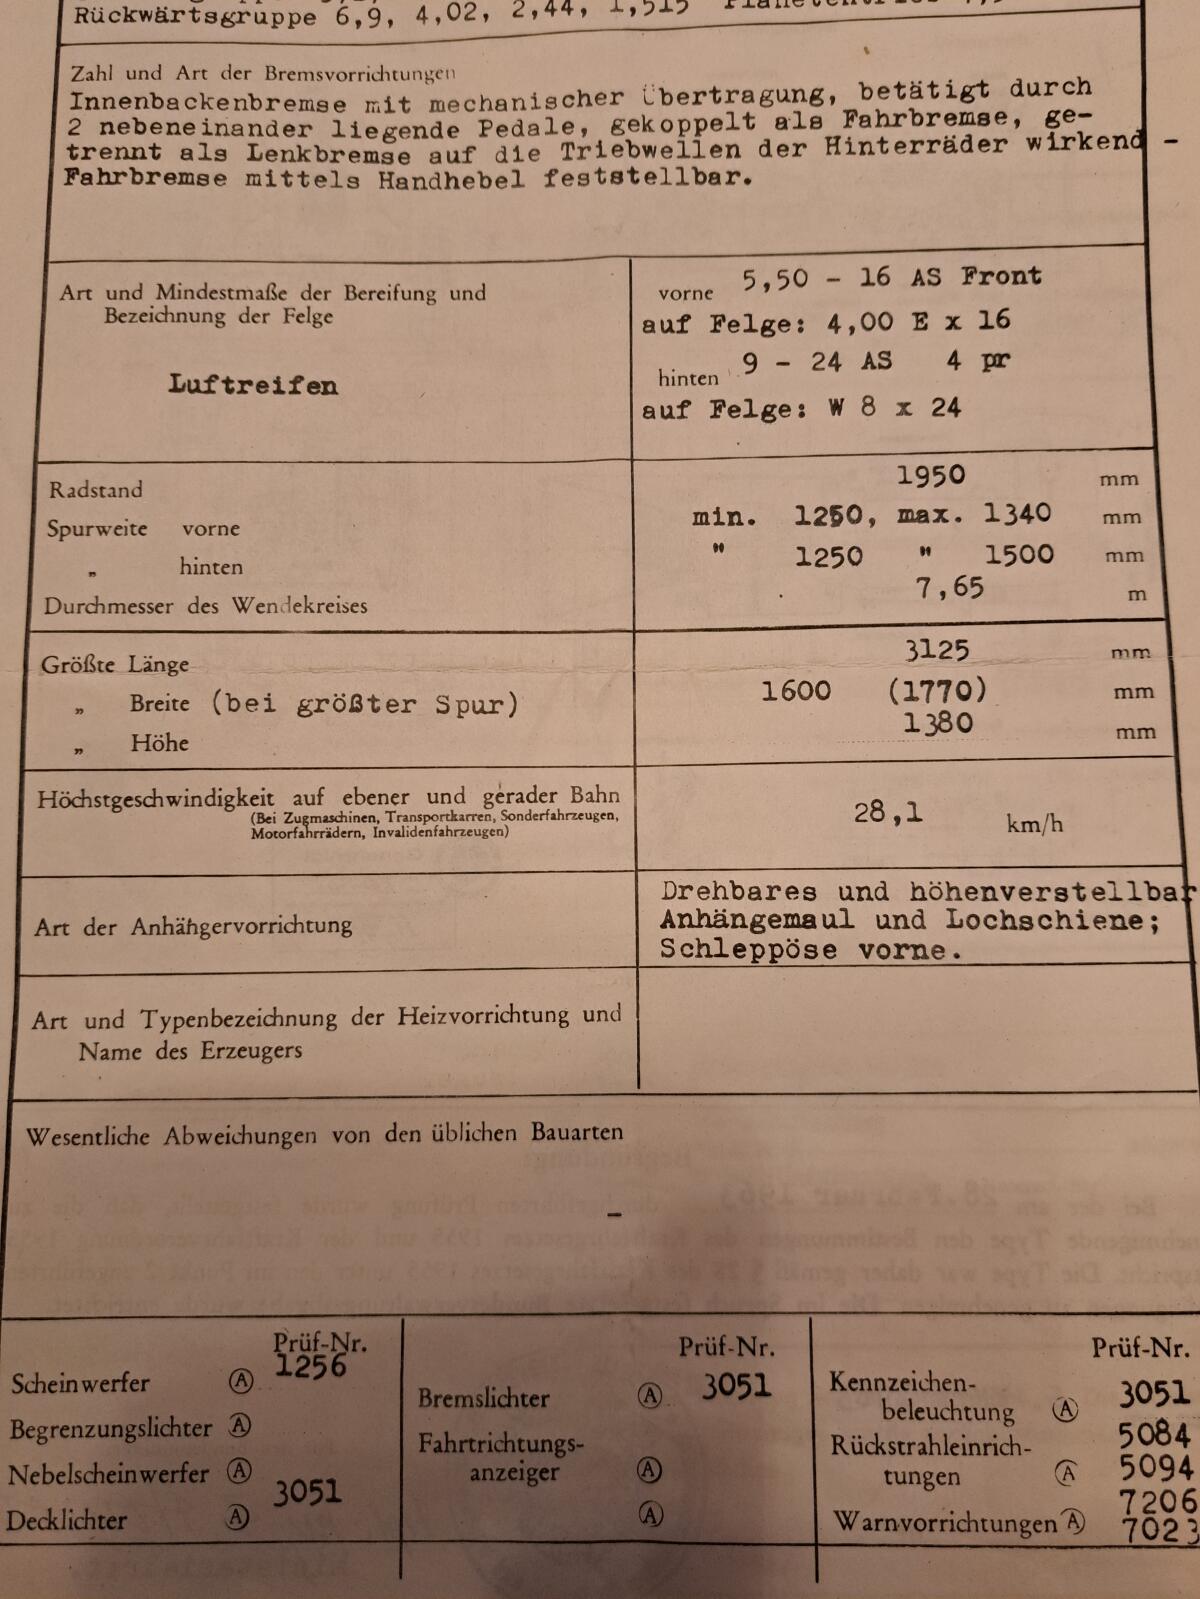 Rückwärtsgruppe 6,9, 4,02, 2,44, 1,515
Zahl und Art der Bremsvorrichtungen
Innenbackenbremse mit mechanischer Übertragung, betätigt durch
2 nebeneinander liegende Pedale, gekoppelt als Fahrbremse, ge-
trennt als Lenkbremse auf die Triebwellen der Hinterräder wirkend -
Fahrbremse mittels Handhebel feststellbar.
Art und Mindestmaße der Bereifung und
Bezeichnung der Felge
Luftreifen
vorne 5,50 - 16 AS Front
auf Felge: 4,00 E x 16
hinten 9 - 24 AS 4 pr
auf Felge: W 8 x 24
Radstand 1950 mm
Spurweite vorne min. 1250, max. 1340 mm
„ hinten " 1250 " 1500 mm
Durchmesser des Wendekreises 7,65 m
Größte Länge 3125 mm
„ Breite (bei größter Spur) 1600 (1770) mm
„ Höhe 1380 mm
Höchstgeschwindigkeit auf ebener und gerader Bahn
(Bei Zugmaschinen, Transportkarren, Sonderfahrzeugen,
Motorfahrrädern, Invalidenfahrzeugen)
28,1 km/h
Art der Anhängervorrichtung
Drehbares und höhenverstellbar
Anhängemaul und Lochschiene;
Schleppöse vorne.
Art und Typenbezeichnung der Heizvorrichtung und
Name des Erzeugers
Wesentliche Abweichungen von den üblichen Bauarten
-
Prüf-Nr.
Scheinwerfer Ⓐ 1256
Begrenzungslichter Ⓐ
Nebelscheinwerfer Ⓐ
3051
Decklichter Ⓐ
Prüf-Nr.
Bremslichter Ⓐ 3051
Fahrtrichtungs-
anzeiger Ⓐ
Ⓐ
Prüf-Nr.
Kennzeichen-
beleuchtung Ⓐ 3051
5084
Rückstrahleinrich-
tungen Ⓐ 5094
7206
Warnvorrichtungen Ⓐ 7023